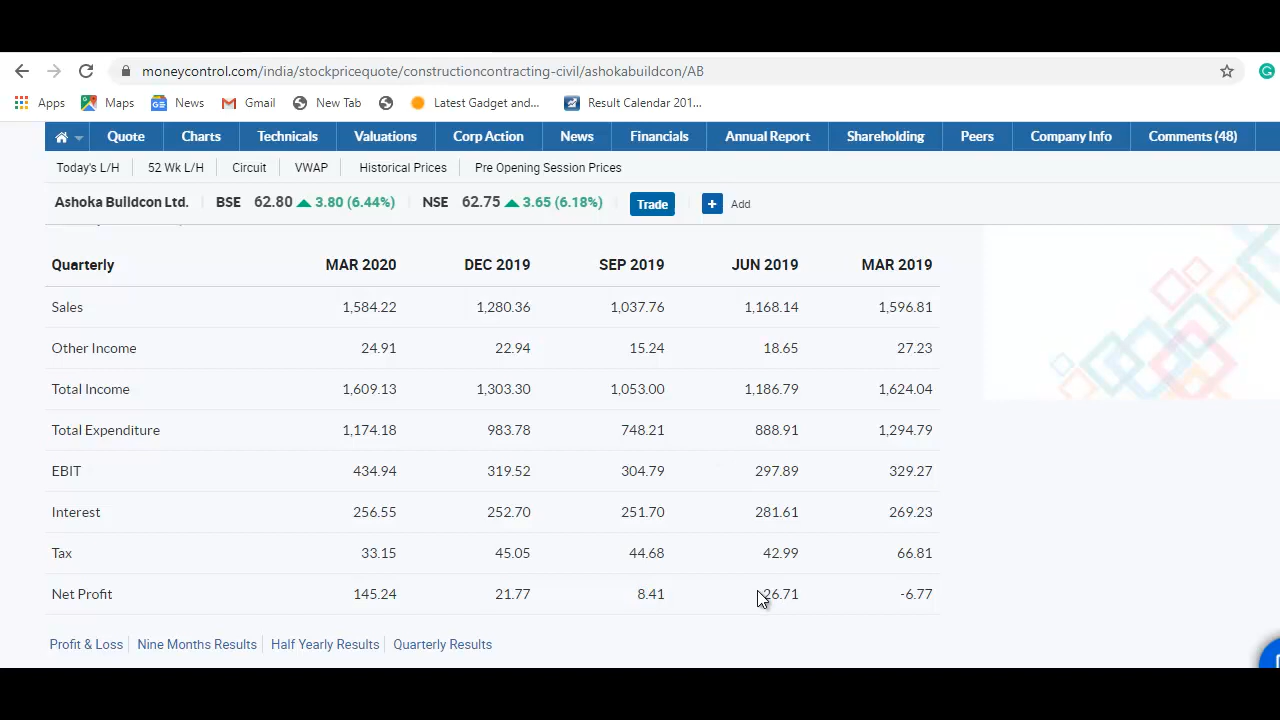 moneycontrol.com/india/stockpricequote/constructioncontracting-civil/ashokabuildcon/AB
Apps Maps News Gmail New Tab Latest Gadget and... Result Calendar 201...
Quote Charts Technicals Valuations Corp Action News Financials Annual Report Shareholding Peers Company Info Comments (48)
Today's L/H 52 Wk L/H Circuit VWAP Historical Prices Pre Opening Session Prices
Ashoka Buildcon Ltd. BSE 62.80 3.80 (6.44%) NSE 62.75 3.65 (6.18%) Trade + Add
Quarterly MAR 2020 DEC 2019 SEP 2019 JUN 2019 MAR 2019
Sales 1,584.22 1,280.36 1,037.76 1,168.14 1,596.81
Other Income 24.91 22.94 15.24 18.65 27.23
Total Income 1,609.13 1,303.30 1,053.00 1,186.79 1,624.04
Total Expenditure 1,174.18 983.78 748.21 888.91 1,294.79
EBIT 434.94 319.52 304.79 297.89 329.27
Interest 256.55 252.70 251.70 281.61 269.23
Tax 33.15 45.05 44.68 42.99 66.81
Net Profit 145.24 21.77 8.41 26.71 -6.77
Profit & Loss Nine Months Results Half Yearly Results Quarterly Results